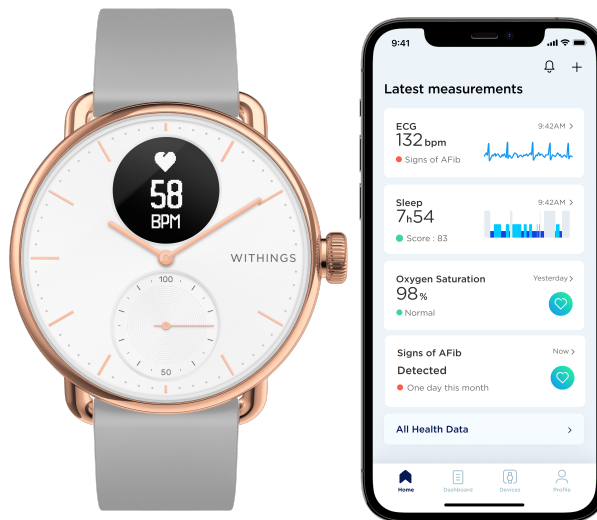 58
BPM
WITHINGS
100
50
9:41
Latest measurements
ECG
9:42AM
132 bpm
Signs of AFib
Sleep
9:42AM
7h54
Score : 83
Oxygen Saturation
Yesterday
98 %
Normal
Signs of AFib
Now
Detected
One day this month
All Health Data
Home
Dashboard
Devices
Profile